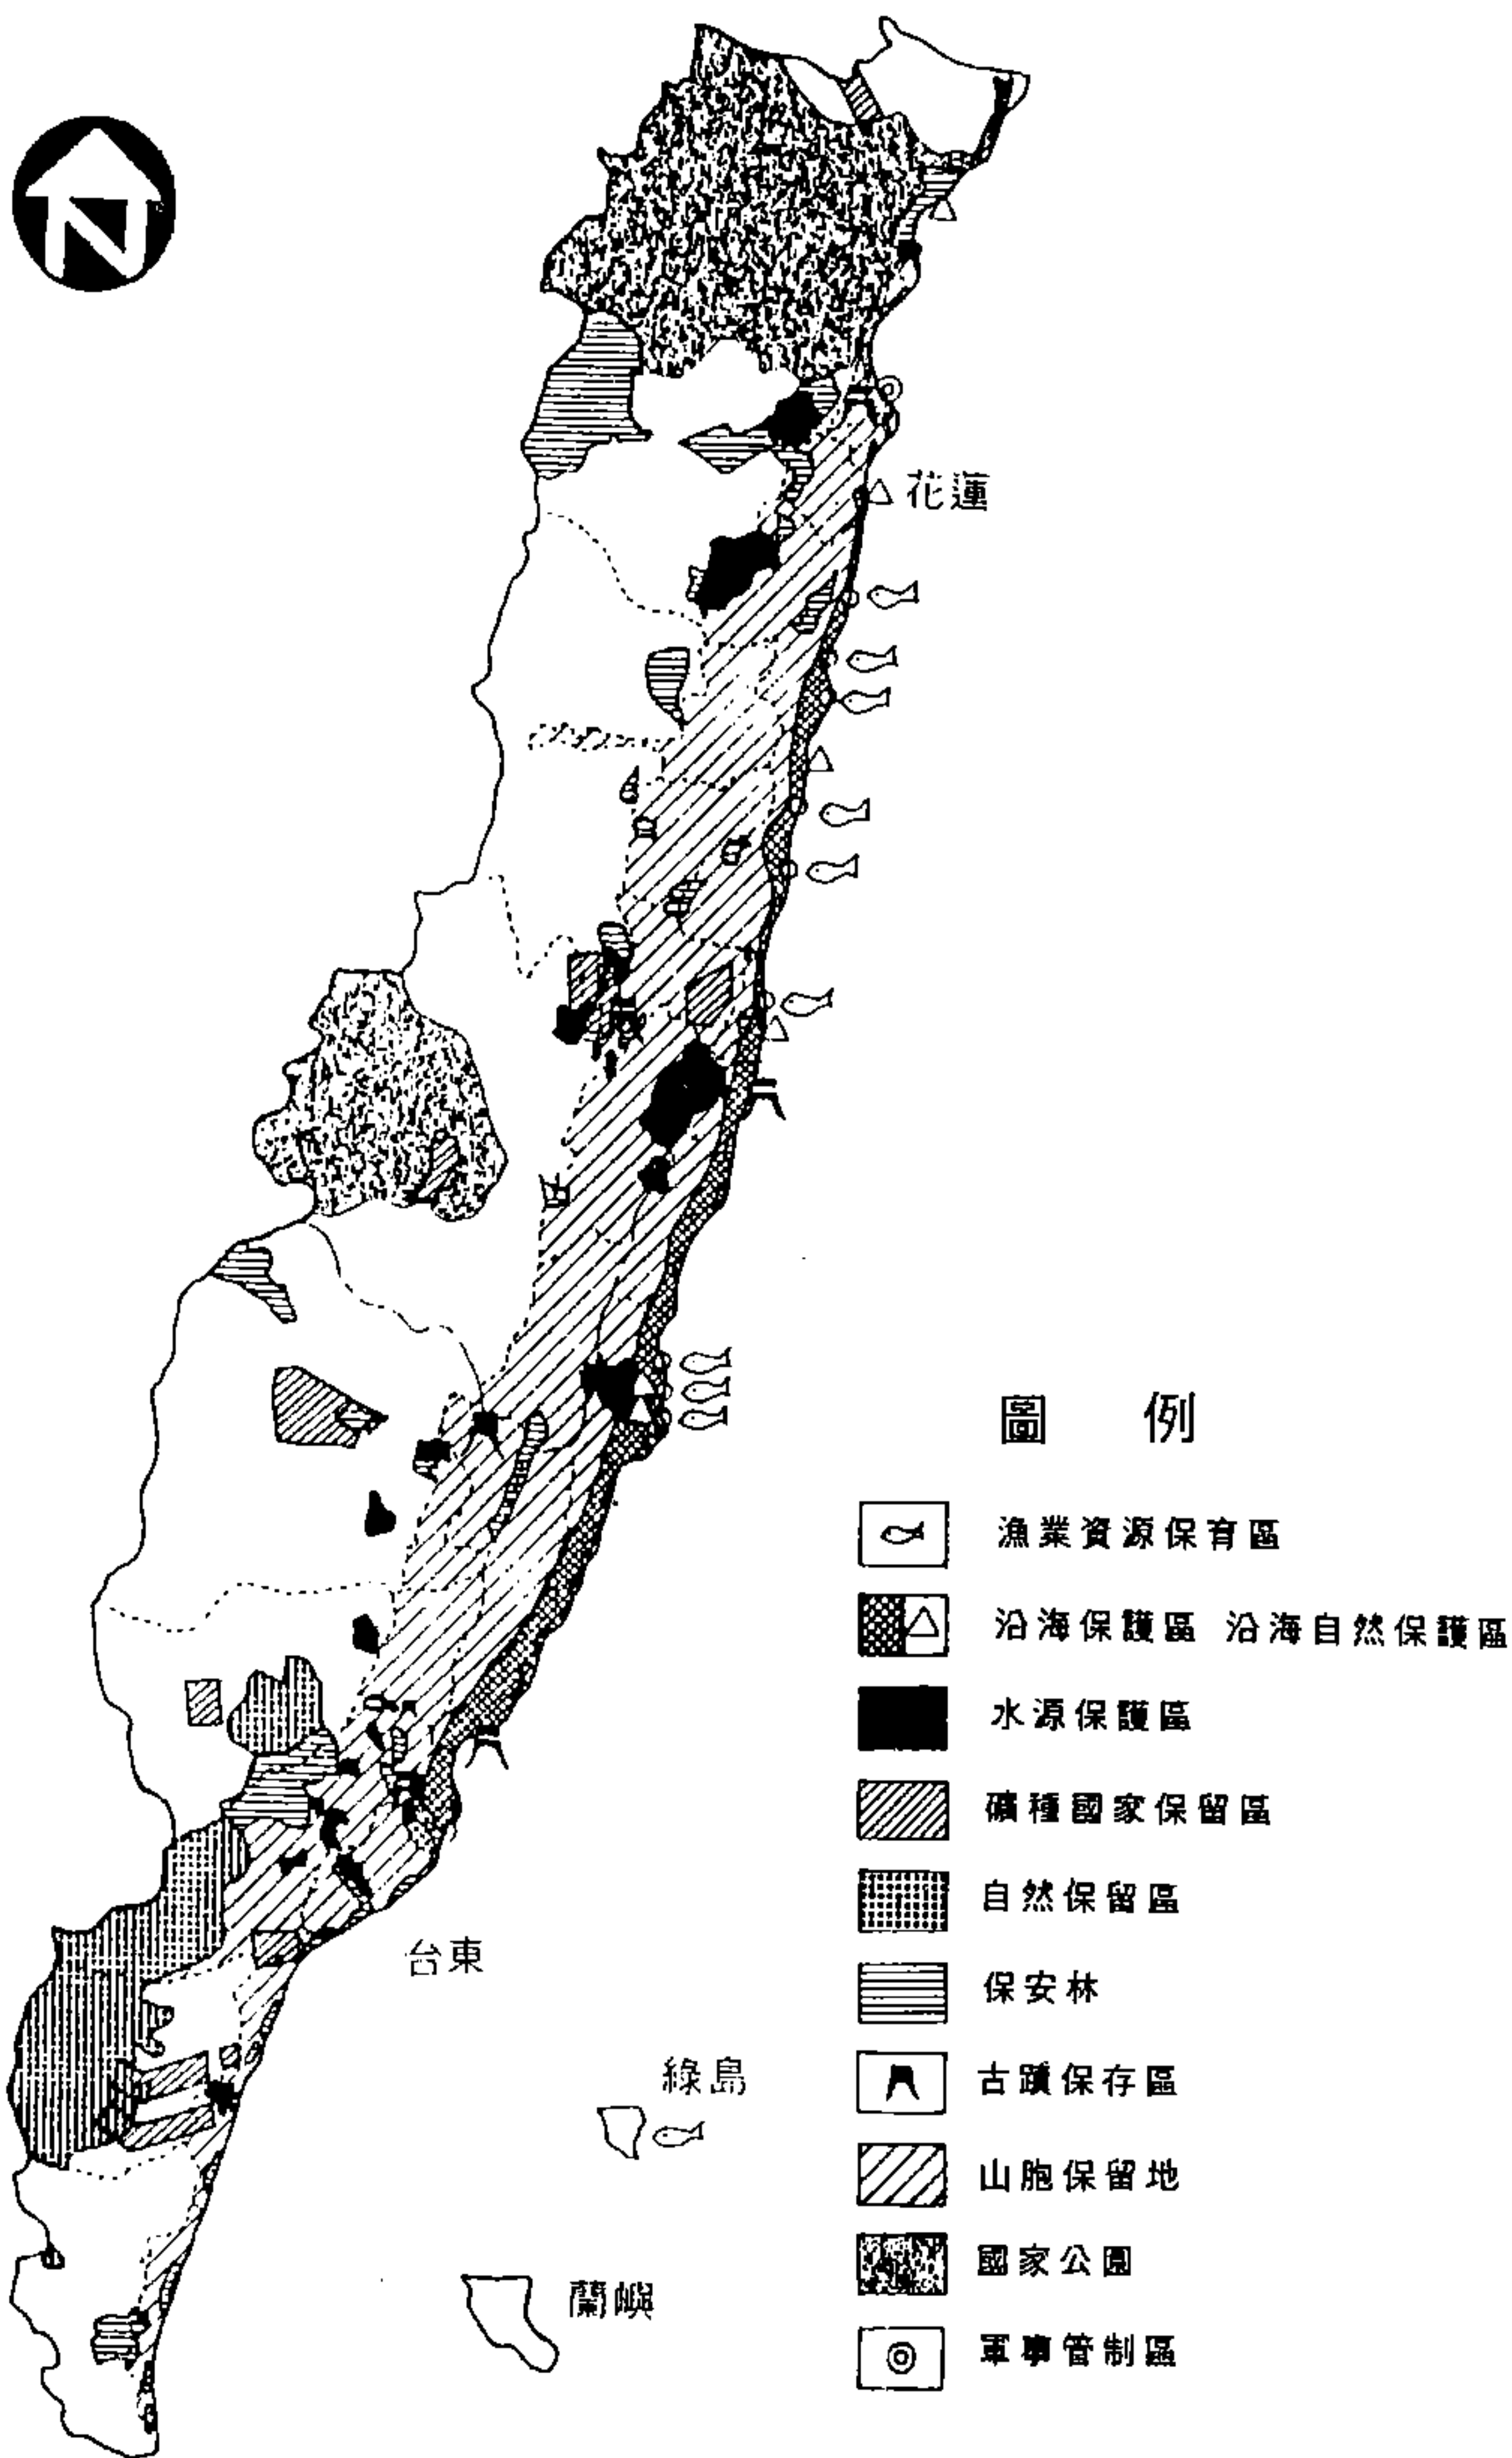 N
花蓮
圖 例
漁業資源保育區
沿海保護區 沿海自然保護區
水源保護區
礦種國家保留區
自然保留區
台東
保安林
綠島
古蹟保存區
山胞保留地
國家公園
蘭嶼
軍事管制區